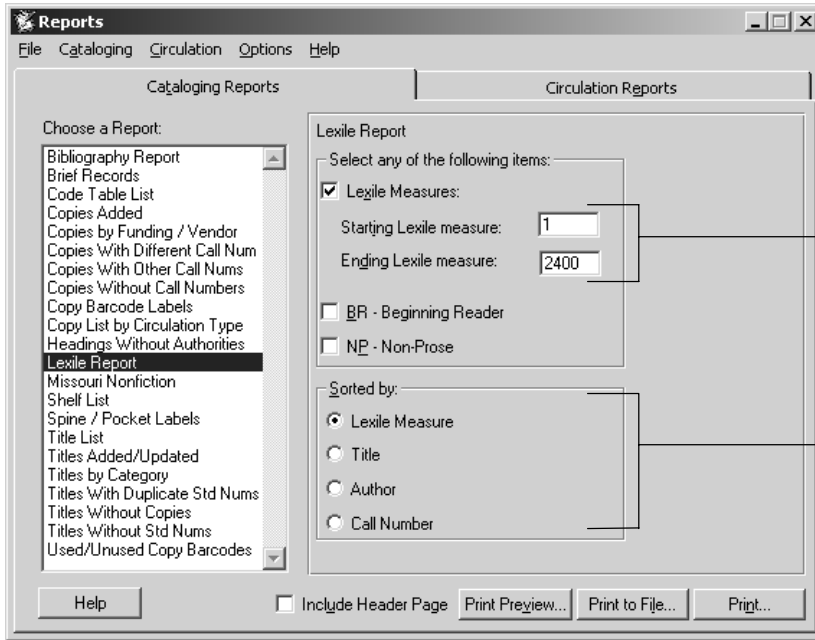 Reports
File Cataloging Circulation Options Help
Cataloging Reports
Circulation Reports
Choose a Report:
Bibliography Report
Brief Records
Code Table List
Copies Added
Copies by Funding / Vendor
Copies With Different Call Num
Copies With Other Call Nums
Copies Without Call Numbers
Copy Barcode Labels
Copy List by Circulation Type
Headings Without Authorities
Lexile Report
Missouri Nonfiction
Shelf List
Spine / Pocket Labels
Title List
Titles Added/Updated
Titles by Category
Titles With Duplicate Std Nums
Titles Without Copies
Titles Without Std Nums
Used/Unused Copy Barcodes
Lexile Report
Select any of the following items:
Lexile Measures:
Starting Lexile measure: 1
Ending Lexile measure: 2400
BR - Beginning Reader
NP - Non-Prose
Sorted by:
Lexile Measure
Title
Author
Call Number
Help
Include Header Page
Print Preview...
Print to File...
Print...